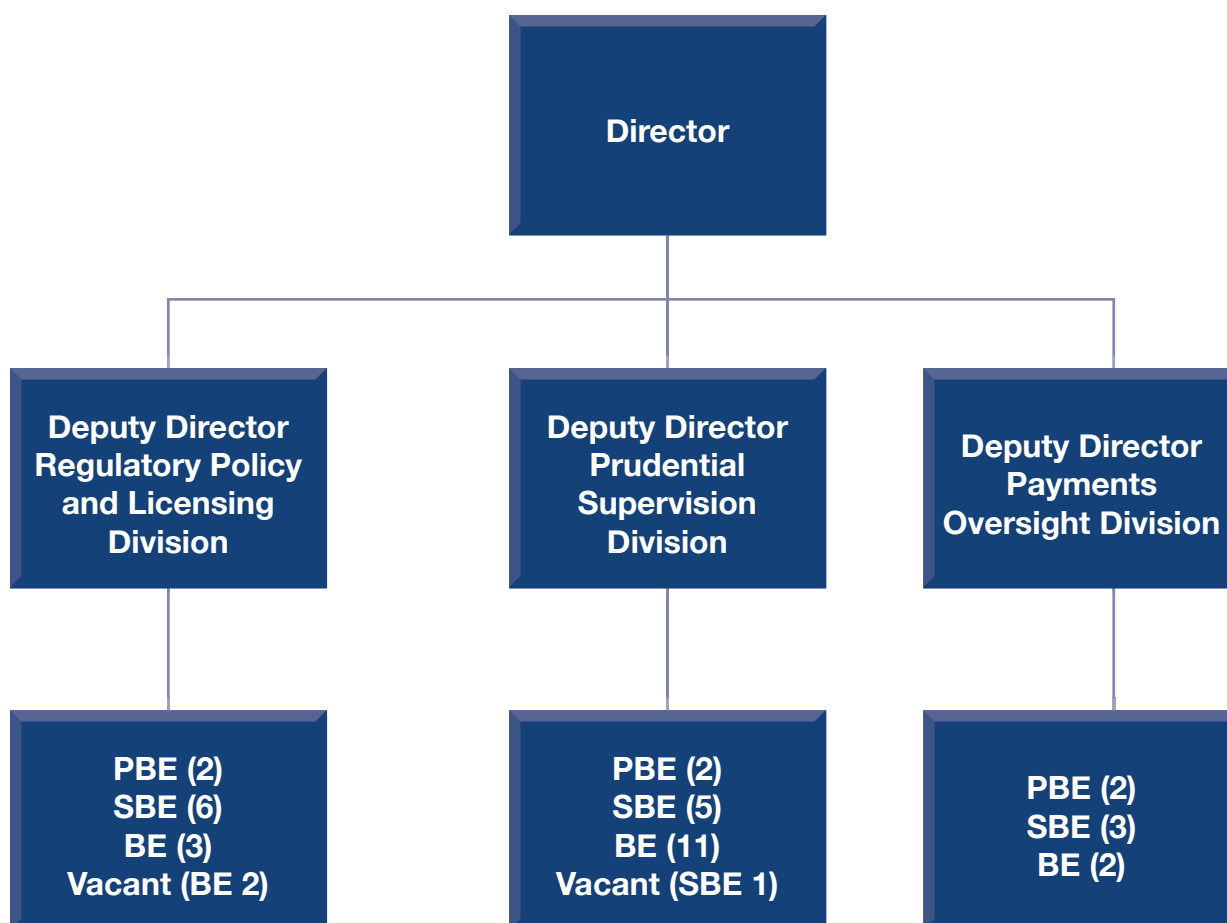 Director
Deputy Director
Regulatory Policy
and Licensing
Division
Deputy Director
Prudential
Supervision
Division
Deputy Director
Payments
Oversight Division
PBE (2)
SBE (6)
BE (3)
Vacant (BE 2)
PBE (2)
SBE (5)
BE (11)
Vacant (SBE 1)
PBE (2)
SBE (3)
BE (2)